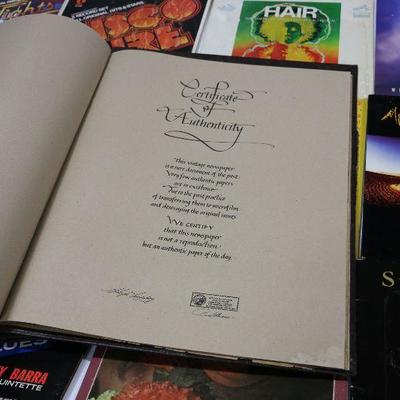 HAIR
Certificate
of
Authenticity
This vintage newspaper
is a rare document of the past.
Very few authentic papers
are in existence
due to the past practice
of transferring them to microfilm
and destroying the original issues.
WE CERTIFY
that this newspaper
is not a reproduction,
but an authentic paper of the day.
S
UES
Y BARRA
QUINTETTE